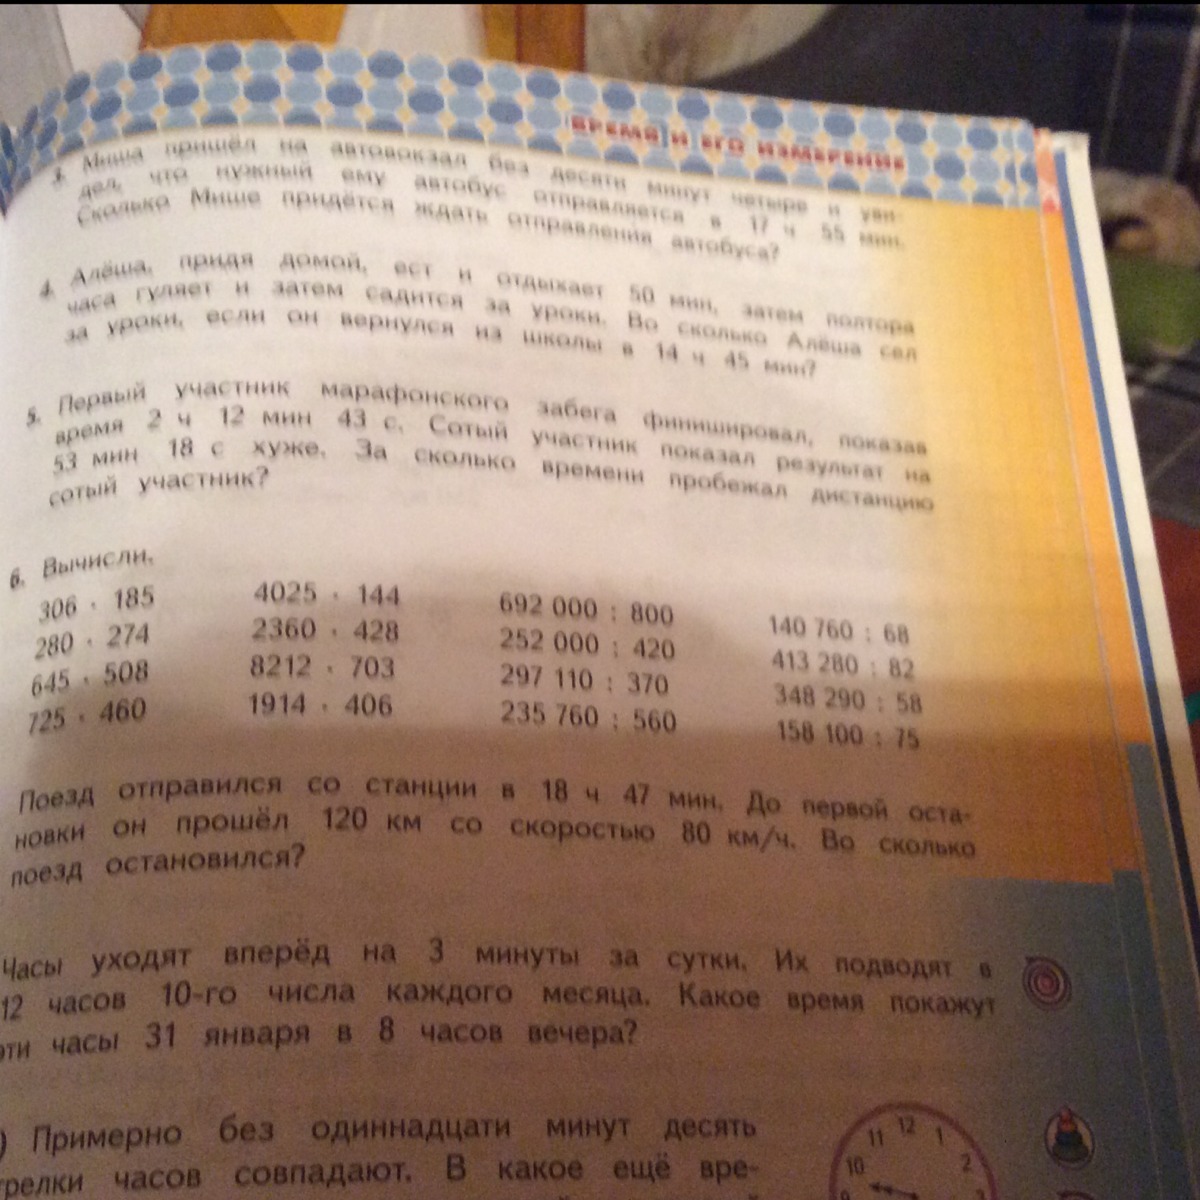 ВРЕМЯ И ЕГО ИЗМЕРЕНИЕ
3. Миша пришёл на автовокзал без десяти минут четыре и уви-
дел, что нужный ему автобус отправляется в 17 ч 55 мин.
Сколько Мише придётся ждать отправления автобуса?
4. Алёша, придя домой, ест и отдыхает 50 мин, затем полтора
часа гуляет и затем садится за уроки. Во сколько Алёша сел
за уроки, если он вернулся из школы в 14 ч 45 мин?
5. Первый участник марафонского забега финишировал, показав
время 2 ч 12 мин 43 с. Сотый участник показал результат на
53 мин 18 с хуже. За сколько времени пробежал дистанцию
сотый участник?
6. Вычисли.
306 · 185 4025 · 144 692 000 : 800 140 760 : 68
280 · 274 2360 · 428 252 000 : 420 413 280 : 82
645 · 508 8212 · 703 297 110 : 370 348 290 : 58
725 · 460 1914 · 406 235 760 : 560 158 100 : 75
Поезд отправился со станции в 18 ч 47 мин. До первой оста-
новки он прошёл 120 км со скоростью 80 км/ч. Во сколько
поезд остановился?
Часы уходят вперёд на 3 минуты за сутки. Их подводят в
12 часов 10-го числа каждого месяца. Какое время покажут
эти часы 31 января в 8 часов вечера?
) Примерно без одиннадцати минут десять
трелки часов совпадают. В какое ещё вре-
11 12 1
10 2